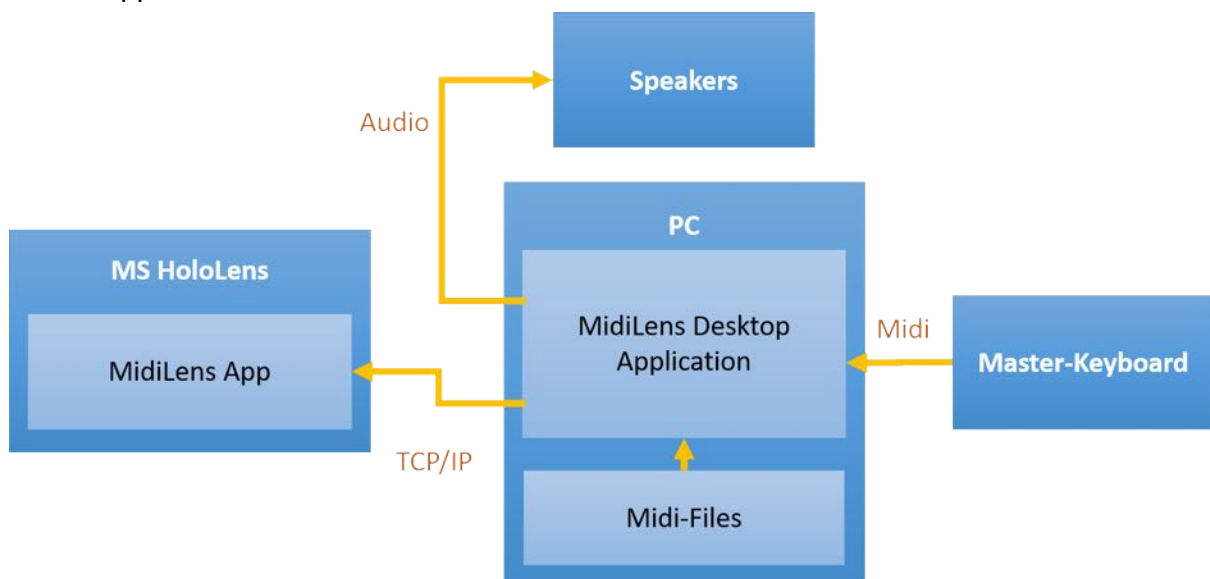 Speakers
Audio
PC
MS HoloLens
MidiLens Desktop
Application
Midi
MidiLens App
Master-Keyboard
TCP/IP
Midi-Files